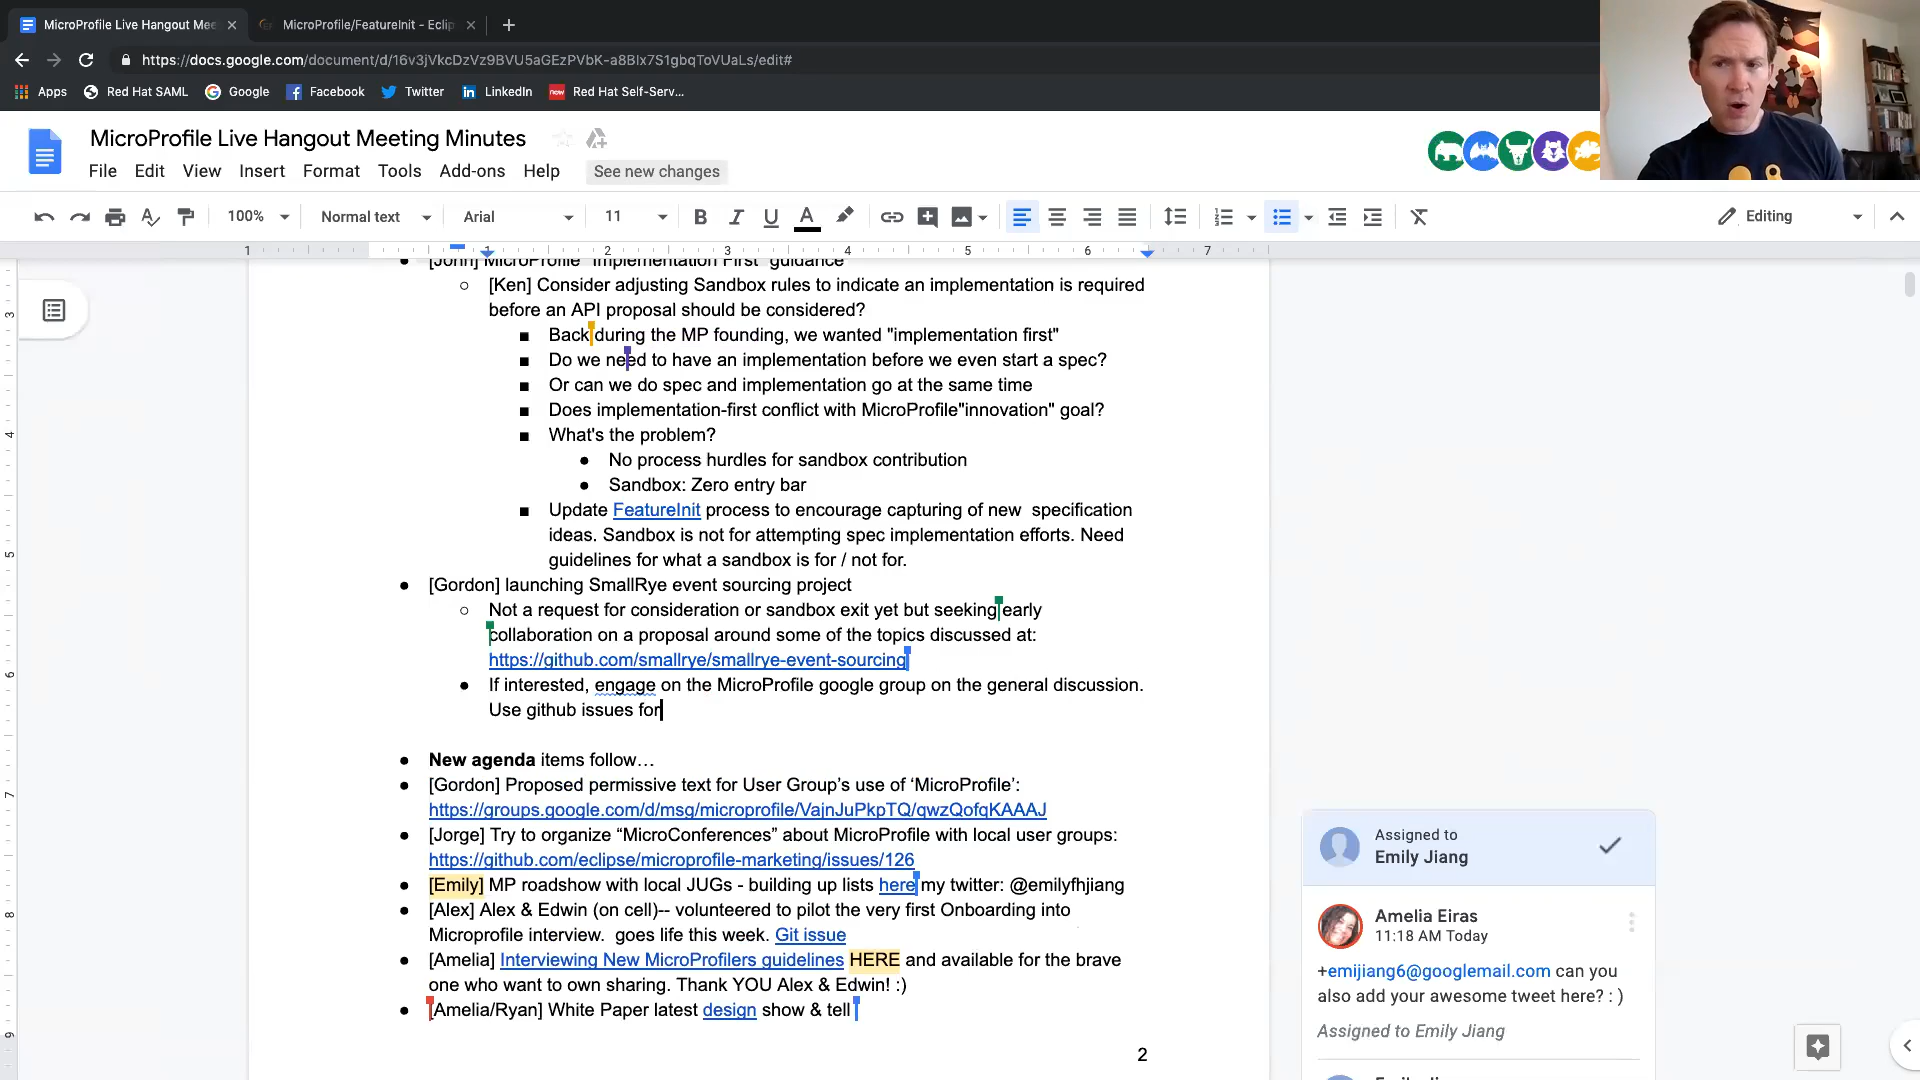 MicroProfile Live Hangout Mee
MicroProfile/FeatureInit - Eclip
https://docs.google.com/document/d/16v3jVkcDzVz9BVU5aGEzPVbK-a8BIx7S1gbqToVUaLs/edit#
Apps Red Hat SAML Google Facebook Twitter LinkedIn Red Hat Self-Serv...
MicroProfile Live Hangout Meeting Minutes
File Edit View Insert Format Tools Add-ons Help See new changes
100% Normal text Arial 11 B I U A Editing
1 1 2 3 4 5 6 7
[John] MicroProfile "Implementation First" guidance
[Ken] Consider adjusting Sandbox rules to indicate an implementation is required
before an API proposal should be considered?
Back during the MP founding, we wanted "implementation first"
Do we need to have an implementation before we even start a spec?
Or can we do spec and implementation go at the same time
Does implementation-first conflict with MicroProfile"innovation" goal?
What's the problem?
No process hurdles for sandbox contribution
Sandbox: Zero entry bar
Update FeatureInit process to encourage capturing of new  specification
ideas. Sandbox is not for attempting spec implementation efforts. Need
guidelines for what a sandbox is for / not for.
[Gordon] launching SmallRye event sourcing project
Not a request for consideration or sandbox exit yet but seeking early
collaboration on a proposal around some of the topics discussed at:
https://github.com/smallrye/smallrye-event-sourcing
If interested, engage on the MicroProfile google group on the general discussion.
Use github issues for
New agenda items follow…
[Gordon] Proposed permissive text for User Group’s use of ‘MicroProfile’:
https://groups.google.com/d/msg/microprofile/VajnJuPkpTQ/qwzQofqKAAAJ
[Jorge] Try to organize “MicroConferences” about MicroProfile with local user groups:
https://github.com/eclipse/microprofile-marketing/issues/126
[Emily] MP roadshow with local JUGs - building up lists here my twitter: @emilyfhjiang
[Alex] Alex & Edwin (on cell)-- volunteered to pilot the very first Onboarding into
Microprofile interview.  goes life this week. Git issue
[Amelia] Interviewing New MicroProfilers guidelines HERE and available for the brave
one who want to own sharing. Thank YOU Alex & Edwin! :)
[Amelia/Ryan] White Paper latest design show & tell
2
3
4
5
6
7
8
9
Assigned to
Emily Jiang
Amelia Eiras
11:18 AM Today
+emijiang6@googlemail.com can you
also add your awesome tweet here? : )
Assigned to Emily Jiang